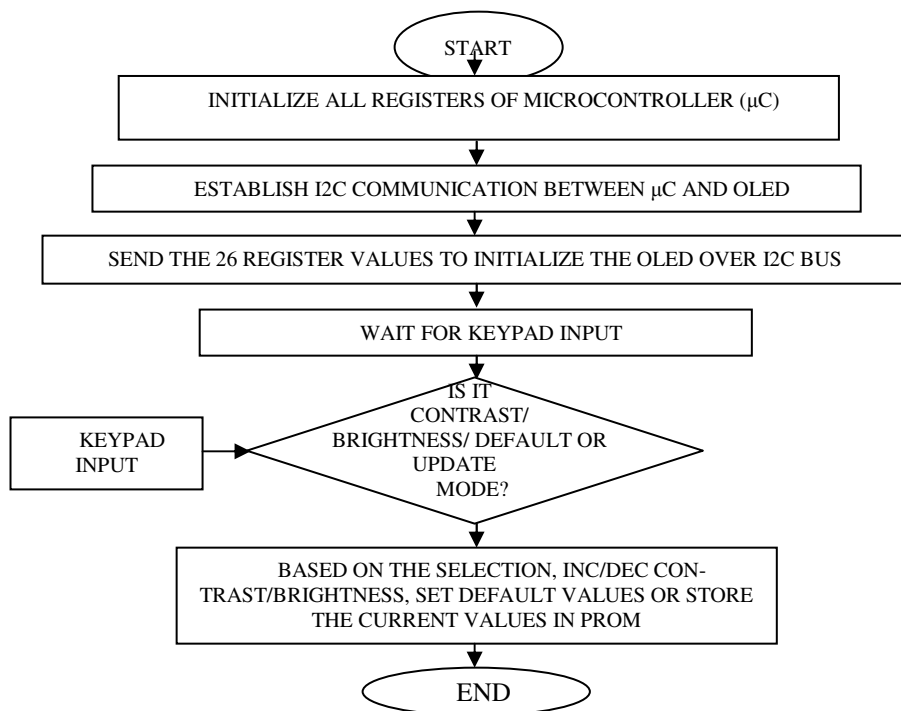 START
INITIALIZE ALL REGISTERS OF MICROCONTROLLER (µC)
ESTABLISH I2C COMMUNICATION BETWEEN µC AND OLED
SEND THE 26 REGISTER VALUES TO INITIALIZE THE OLED OVER I2C BUS
WAIT FOR KEYPAD INPUT
KEYPAD
INPUT
IS IT
CONTRAST/
BRIGHTNESS/ DEFAULT OR
UPDATE
MODE?
BASED ON THE SELECTION, INC/DEC CON-
TRAST/BRIGHTNESS, SET DEFAULT VALUES OR STORE
THE CURRENT VALUES IN PROM
END